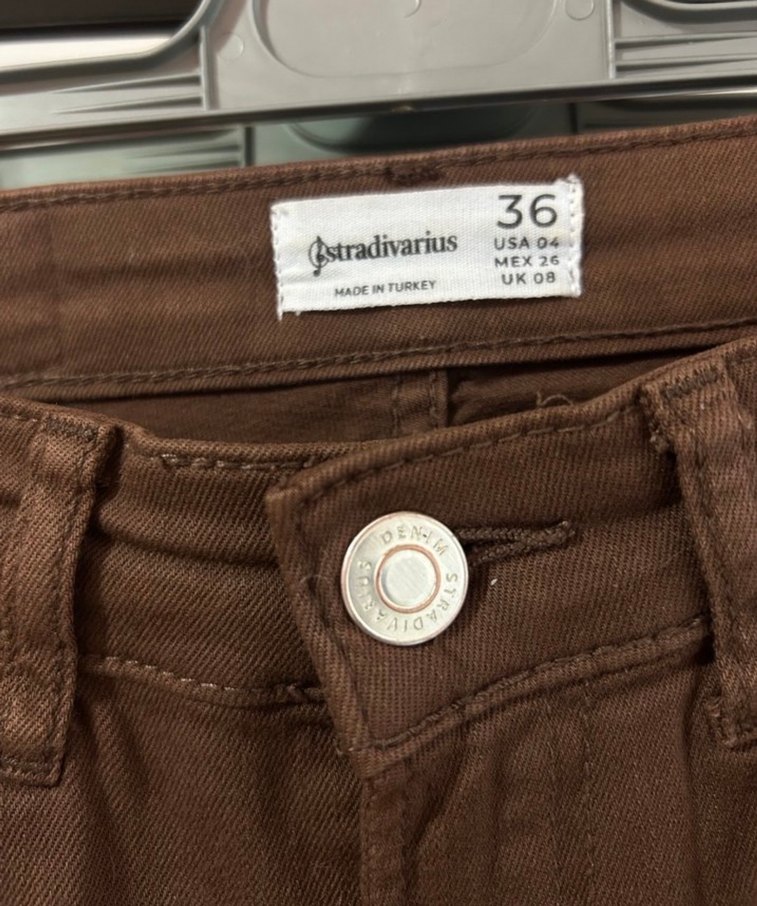 stradivarius
MADE IN TURKEY
36
USA 04
MEX 26
UK 08
DENIM STRADIVARIUS